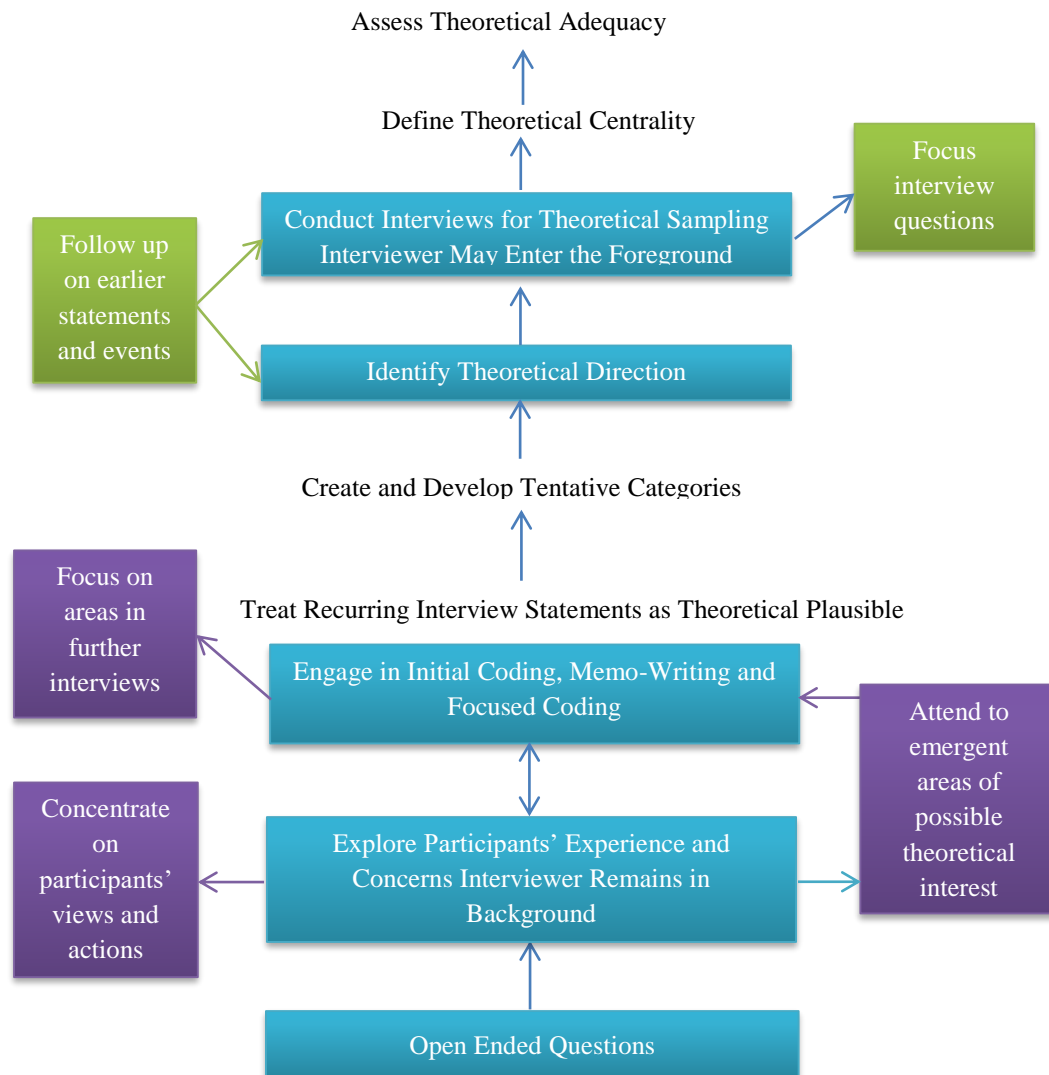 Assess Theoretical Adequacy
Define Theoretical Centrality
Focus
interview
questions
Conduct Interviews for Theoretical Sampling
Interviewer May Enter the Foreground
Follow up
on earlier
statements
and events
Identify Theoretical Direction
Create and Develop Tentative Categories
Focus on
areas in
further
interviews
Treat Recurring Interview Statements as Theoretical Plausible
Engage in Initial Coding, Memo-Writing and
Focused Coding
Attend to
emergent
areas of
possible
theoretical
interest
Concentrate
on
participants’
views and
actions
Explore Participants’ Experience and
Concerns Interviewer Remains in
Background
Open Ended Questions